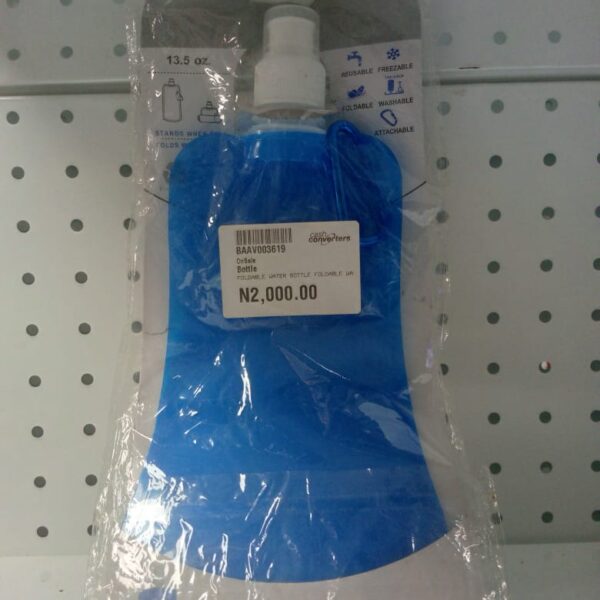 13.5 oz.
REUSABLE FREEZABLE
FOLDABLE WASHABLE
ATTACHABLE
STANDS WHEN
FOLDS
cash converters
BAAV003619
OnSale
Bottle
FOLDABLE WATER BOTTLE FOLDABLE WA
N2,000.00